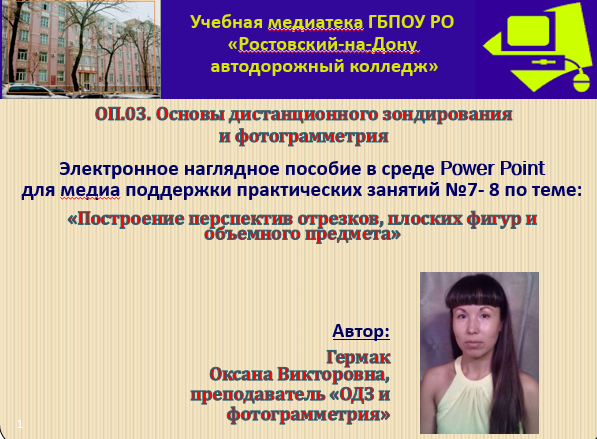 Учебная медиатека ГБПОУ РО
«Ростовский-на-Дону
автодорожный колледж»
ОП.03. Основы дистанционного зондирования
и фотограмметрия
Электронное наглядное пособие в среде Power Point
для медиа поддержки практических занятий №7- 8 по теме:
«Построение перспектив отрезков, плоских фигур и
объемного предмета»
Автор:
Гермак
Оксана Викторовна,
преподаватель «ОДЗ и
фотограмметрия»
1